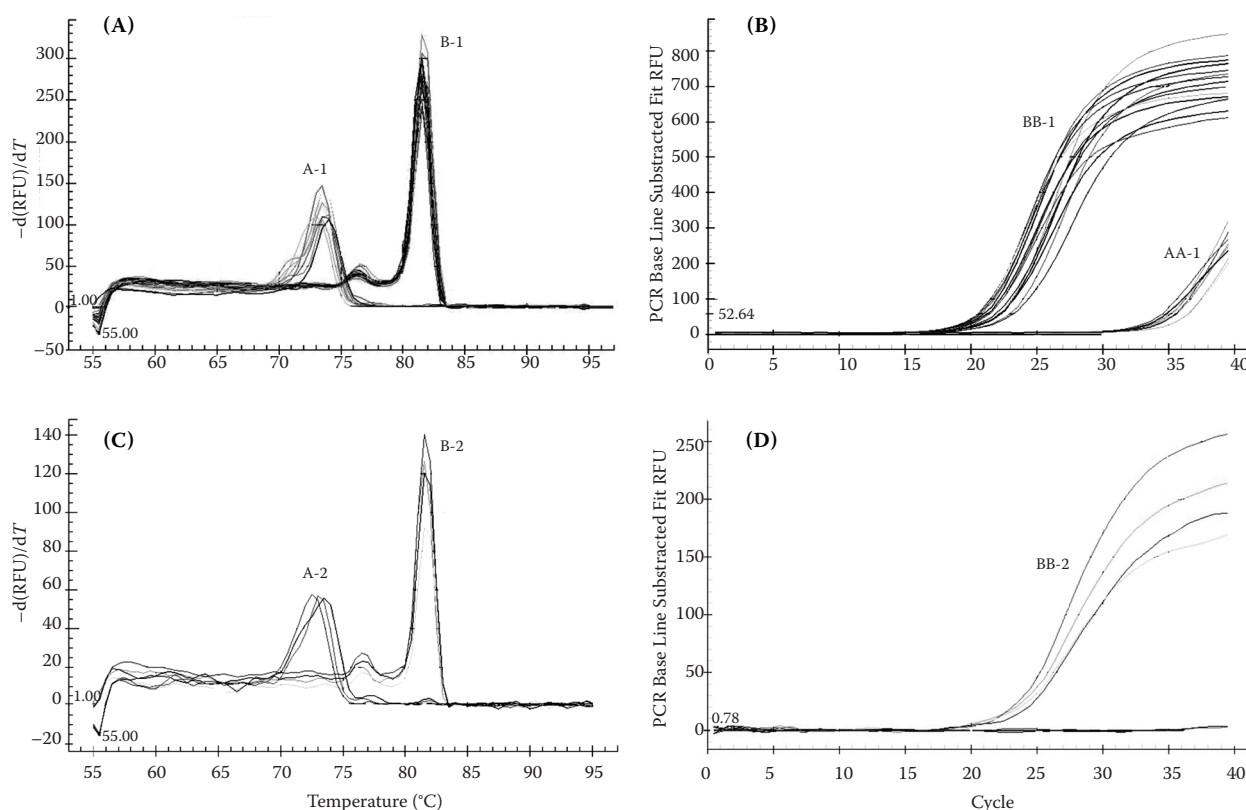 (A)
B-1
A-1
−d(RFU)/dT
300
250
200
150
100
50
0
−50
1.00
55.00
55 60 65 70 75 80 85 90 95
(B)
BB-1
AA-1
PCR Base Line Substracted Fit RFU
800
700
600
500
400
300
200
100
0
52.64
0 5 10 15 20 25 30 35 40
Cycle
(C)
B-2
A-2
−d(RFU)/dT
140
120
100
80
60
40
20
0
−20
1.00
55.00
55 60 65 70 75 80 85 90 95
Temperature (°C)
(D)
BB-2
PCR Base Line Substracted Fit RFU
250
200
150
100
50
0
0.78
0 5 10 15 20 25 30 35 40
Cycle